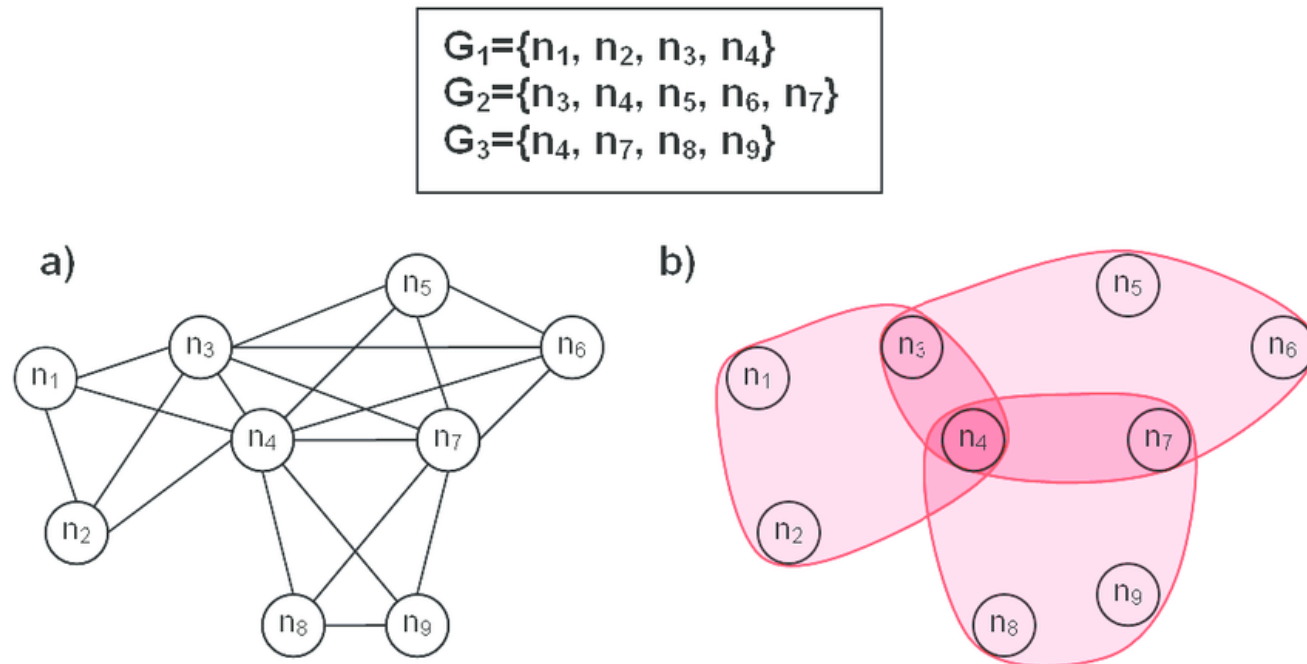 G₁={n₁, n₂, n₃, n₄}
G₂={n₃, n₄, n₅, n₆, n₇}
G₃={n₄, n₇, n₈, n₉}
a)
n₅
n₃
n₆
n₁
n₄
n₇
n₂
n₈
n₉
b)
n₅
n₃
n₆
n₁
n₄
n₇
n₂
n₉
n₈